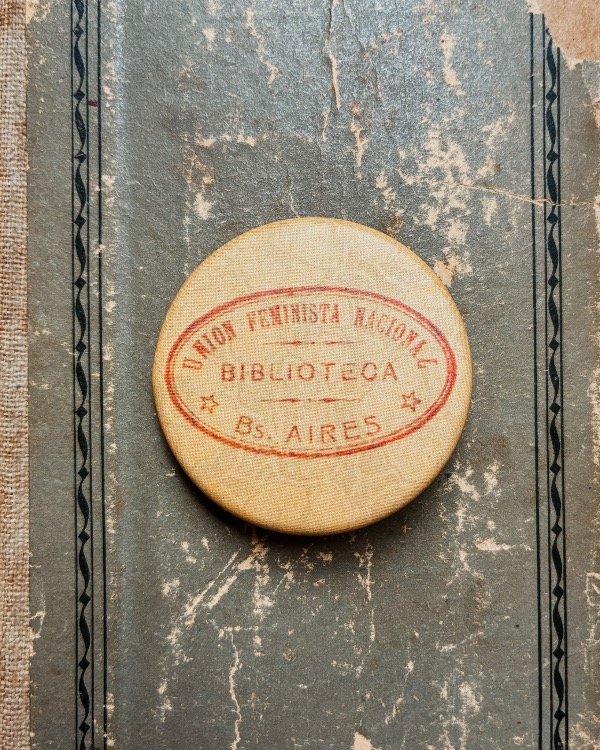 UNION FEMINISTA NACIONAL
BIBLIOTECA
Bs. AIRES